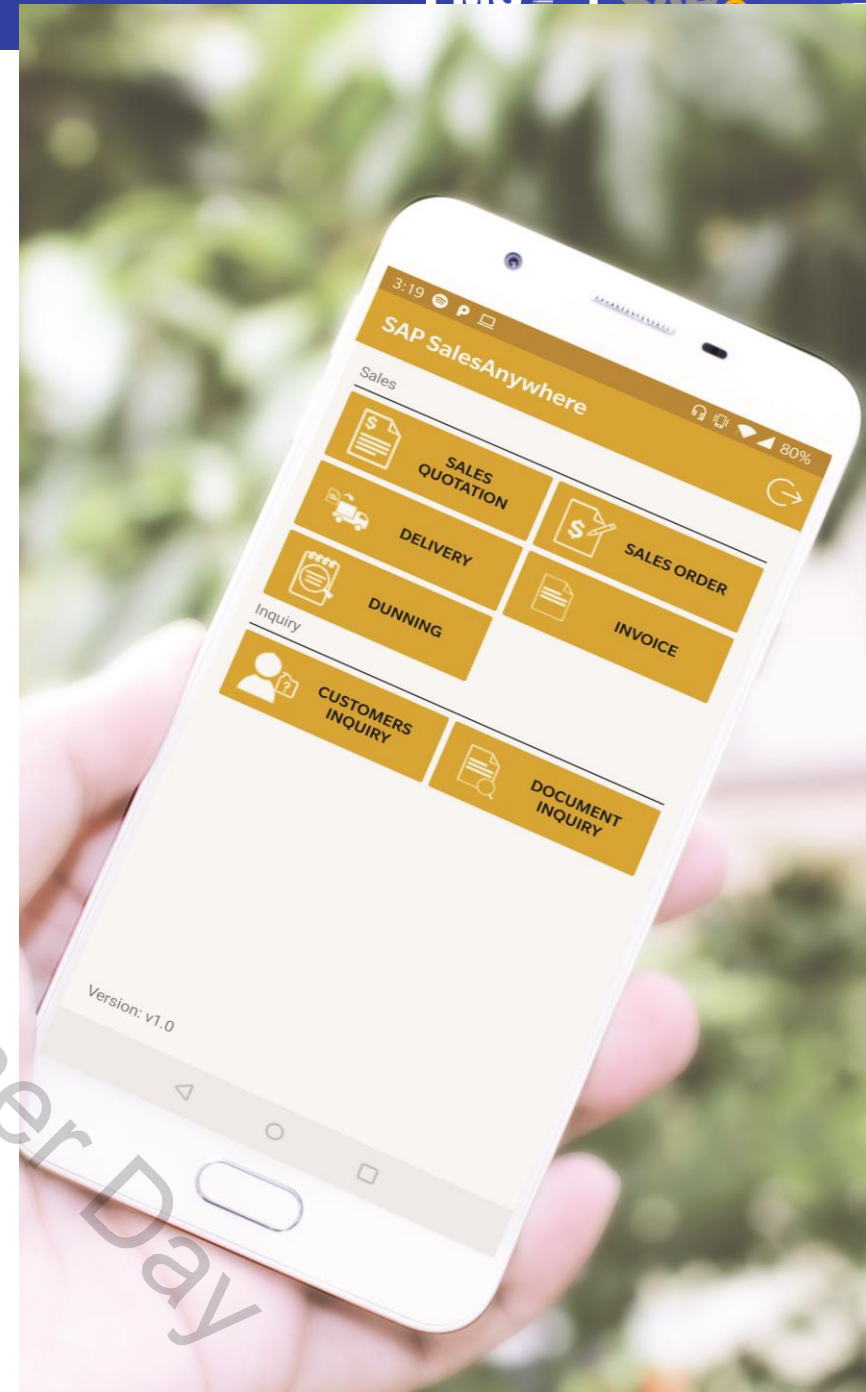 3:19
80%
SAP SalesAnywhere
Sales
SALES
QUOTATION
SALES ORDER
DELIVERY
INVOICE
DUNNING
Inquiry
CUSTOMERS
INQUIRY
DOCUMENT
INQUIRY
Version: v1.0
Day